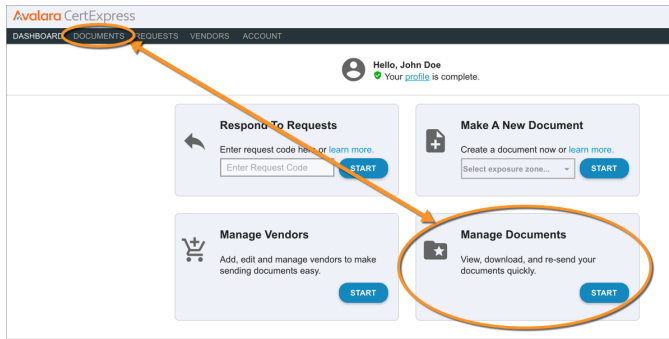 Avalara CertExpress
DASHBOARD DOCUMENTS REQUESTS VENDORS ACCOUNT
Hello, John Doe
Your profile is complete.
Respond To Requests
Enter request code here or learn more.
Enter Request Code START
Make A New Document
Create a document now or learn more.
Select exposure zone... START
Manage Vendors
Add, edit and manage vendors to make
sending documents easy.
START
Manage Documents
View, download, and re-send your
documents quickly.
START